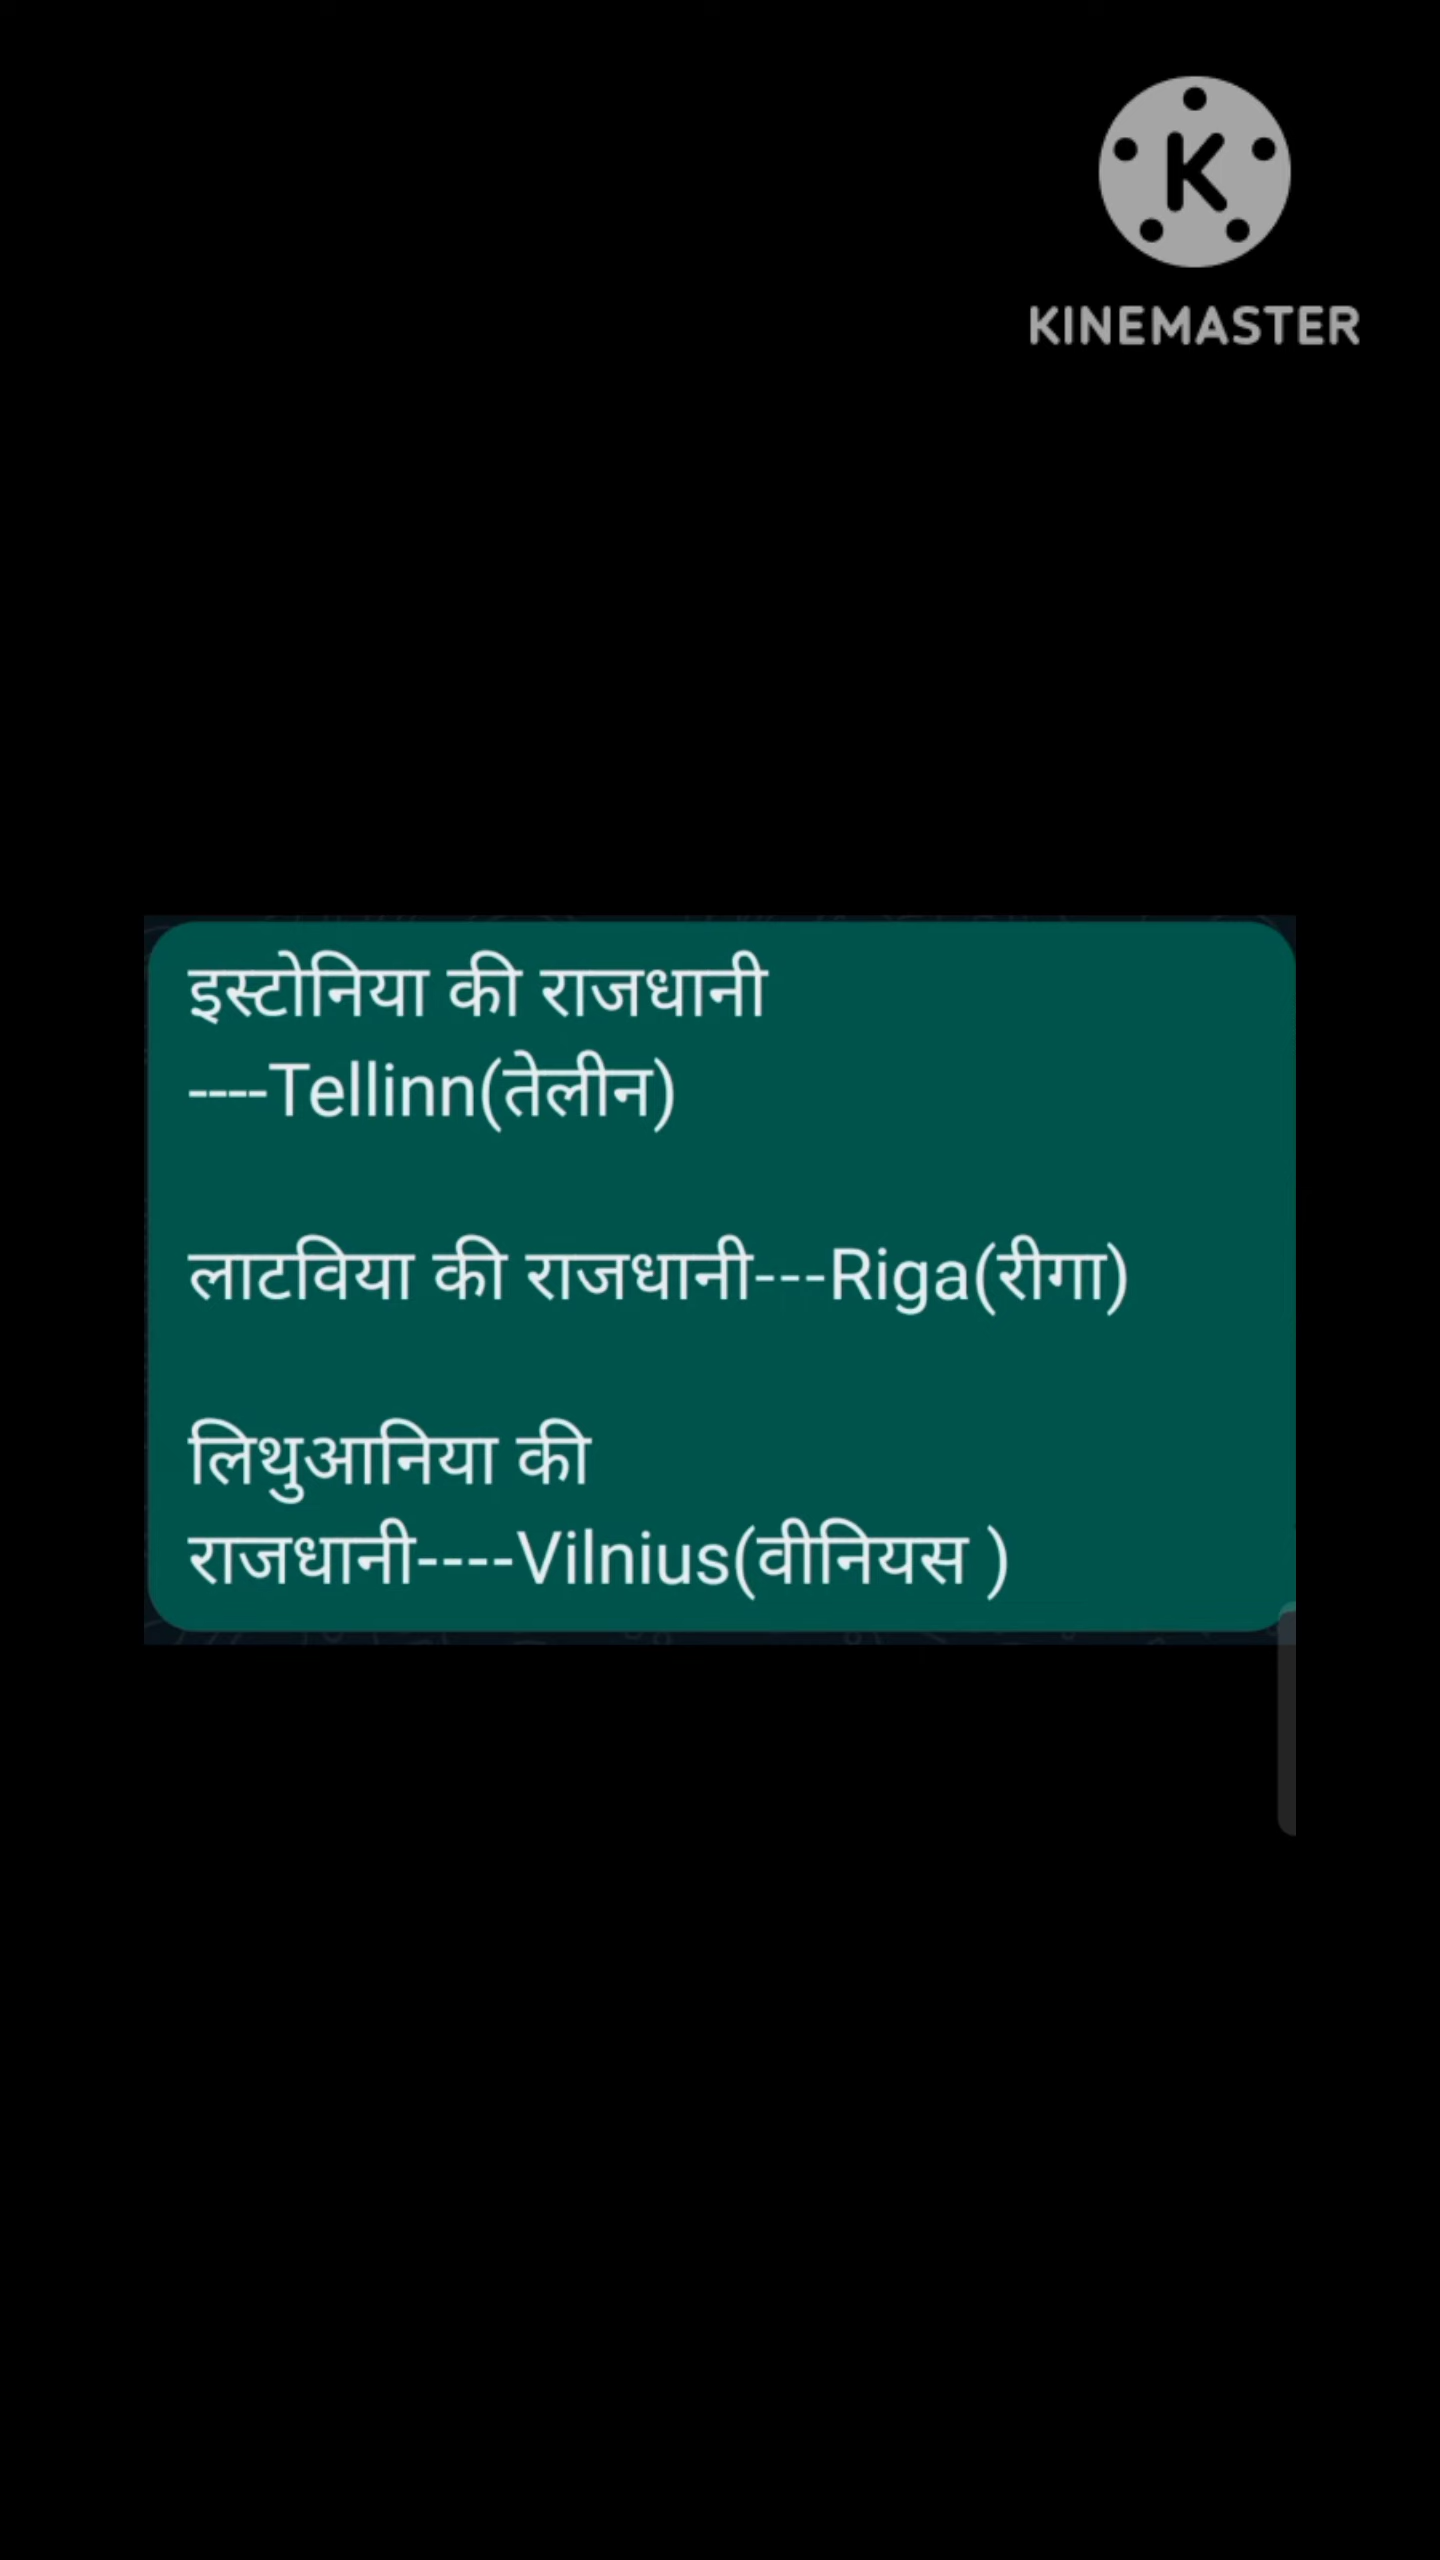 K
KINEMASTER
इस्टोनिया की राजधानी
----Tellinn(तेलीन)
लाटविया की राजधानी---Riga(रीगा)
लिथुआनिया की
राजधानी----Vilnius(वीनियस )